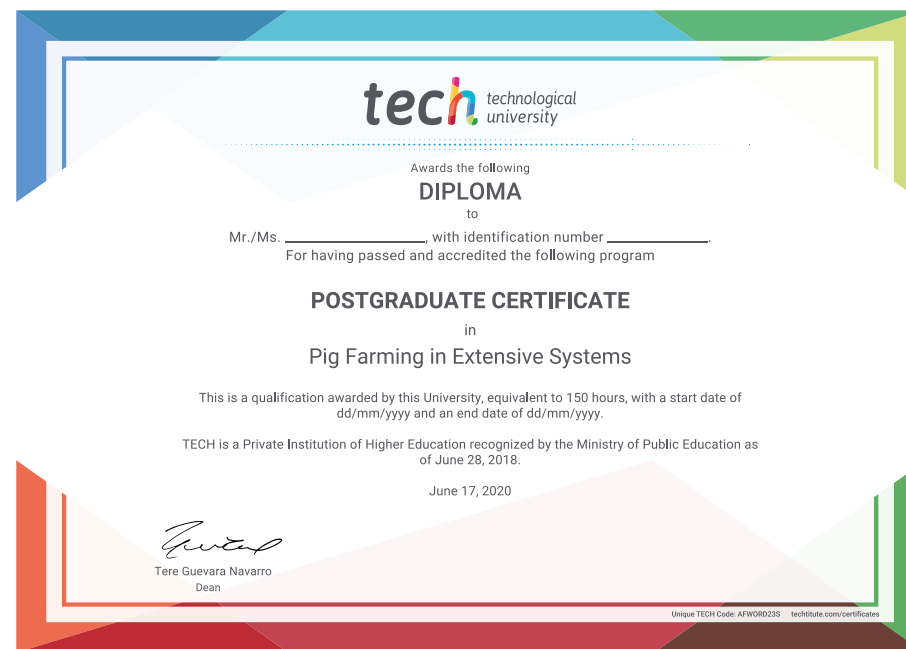 tech technological
university
Awards the following
DIPLOMA
to
Mr./Ms. ____________________, with identification number ______________.
For having passed and accredited the following program
POSTGRADUATE CERTIFICATE
in
Pig Farming in Extensive Systems
This is a qualification awarded by this University, equivalent to 150 hours, with a start date of
dd/mm/yyyy and an end date of dd/mm/yyyy.
TECH is a Private Institution of Higher Education recognized by the Ministry of Public Education as
of June 28, 2018.
June 17, 2020
Tere Guevara Navarro
Dean
Unique TECH Code: AFWORD23S techtitute.com/certificates